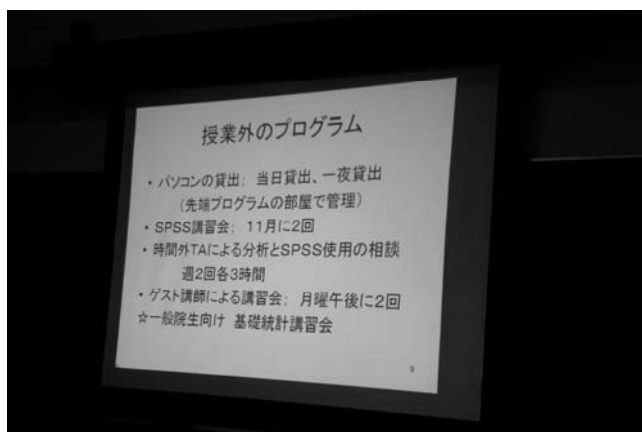 授業外のプログラム
・パソコンの貸出; 当日貸出、一夜貸出
(先端プログラムの部屋で管理)
・SPSS講習会; 11月に2回
・時間外TAによる分析とSPSS使用の相談
週2回各3時間
・ゲスト講師による講習会; 月曜午後に2回
☆一般院生向け 基礎統計講習会